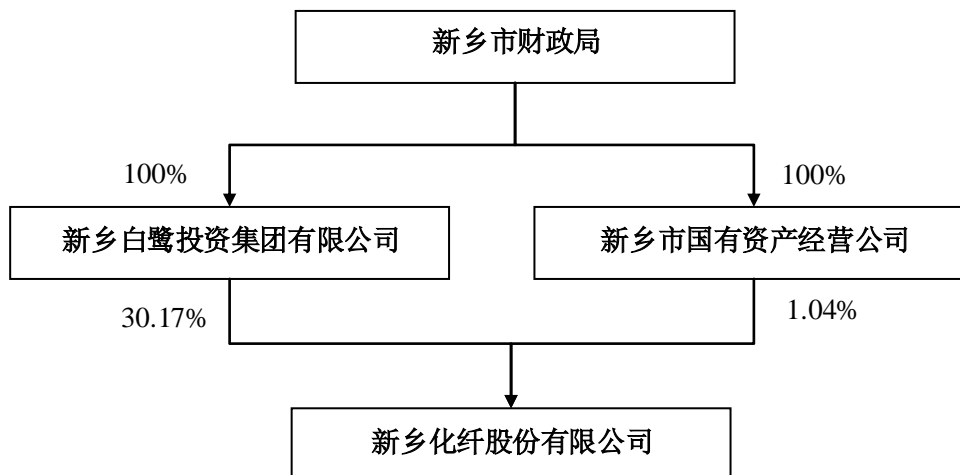 新乡市财政局
100%
100%
新乡白鹭投资集团有限公司
新乡市国有资产经营公司
30.17%
1.04%
新乡化纤股份有限公司